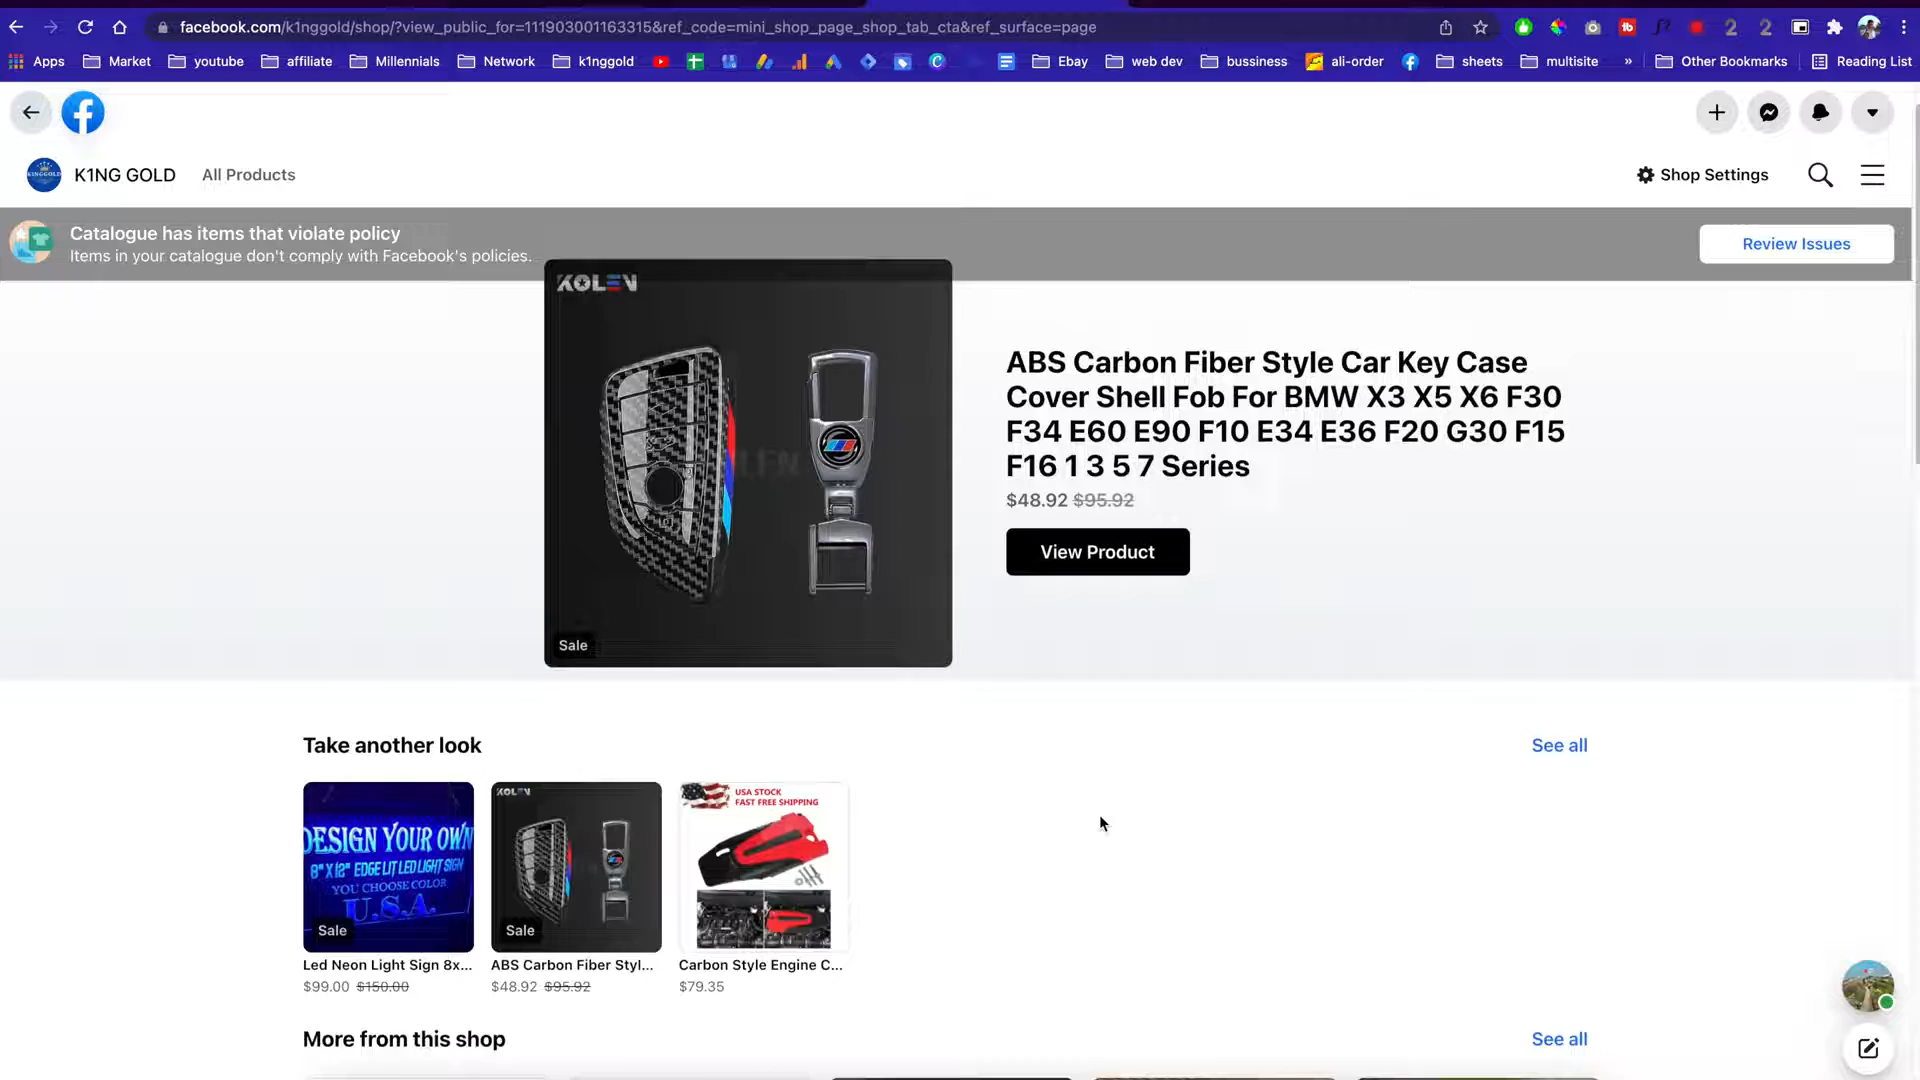 facebook.com/k1nggold/shop/?view_public_for=111903001163315&ref_code=mini_shop_page_shop_tab_cta&ref_surface=page
Apps Market youtube affiliate Millennials Network k1nggold Ebay web dev bussiness ali-order sheets multisite » Other Bookmarks Reading List
K1NG GOLD All Products Shop Settings
Catalogue has items that violate policy
Items in your catalogue don't comply with Facebook's policies.
Review Issues
KOLEN
ABS Carbon Fiber Style Car Key Case
Cover Shell Fob For BMW X3 X5 X6 F30
F34 E60 E90 F10 E34 E36 F20 G30 F15
F16 1 3 5 7 Series
$48.92 $95.92
View Product
Sale
Take another look See all
DESIGN YOUR OWN
8" X 12" EDGE LIT LED LIGHT SIGN
YOU CHOOSE COLOR
U.S.A.
Sale
Led Neon Light Sign 8x...
$99.00 $150.00
KOLEN
Sale
ABS Carbon Fiber Styl...
$48.92 $95.92
USA STOCK
FAST FREE SHIPPING
Carbon Style Engine C...
$79.35
More from this shop See all